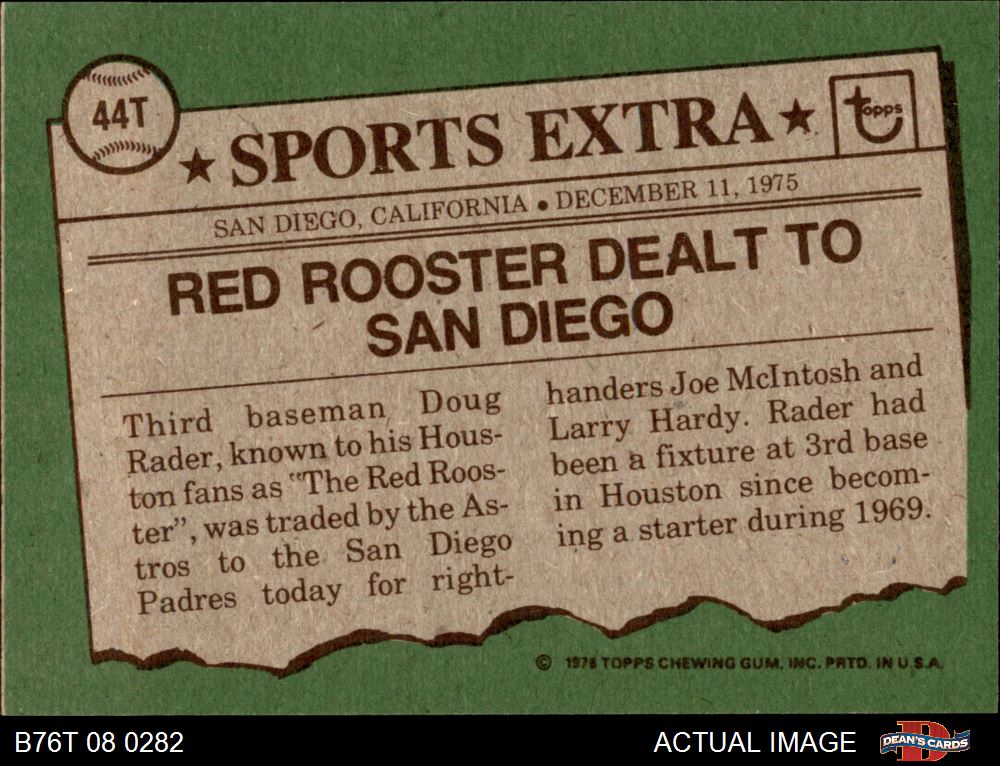 44T
★ SPORTS EXTRA ★
topps
SAN DIEGO, CALIFORNIA • DECEMBER 11, 1975
RED ROOSTER DEALT TO
SAN DIEGO
Third baseman Doug
Rader, known to his Hous-
ton fans as "The Red Roos-
ter", was traded by the As-
tros to the San Diego
Padres today for right-
handers Joe McIntosh and
Larry Hardy. Rader had
been a fixture at 3rd base
in Houston since becom-
ing a starter during 1969.
© 1976 TOPPS CHEWING GUM, INC. PRTD. IN U.S.A.
B76T 08 0282
ACTUAL IMAGE
DEAN'S CARDS